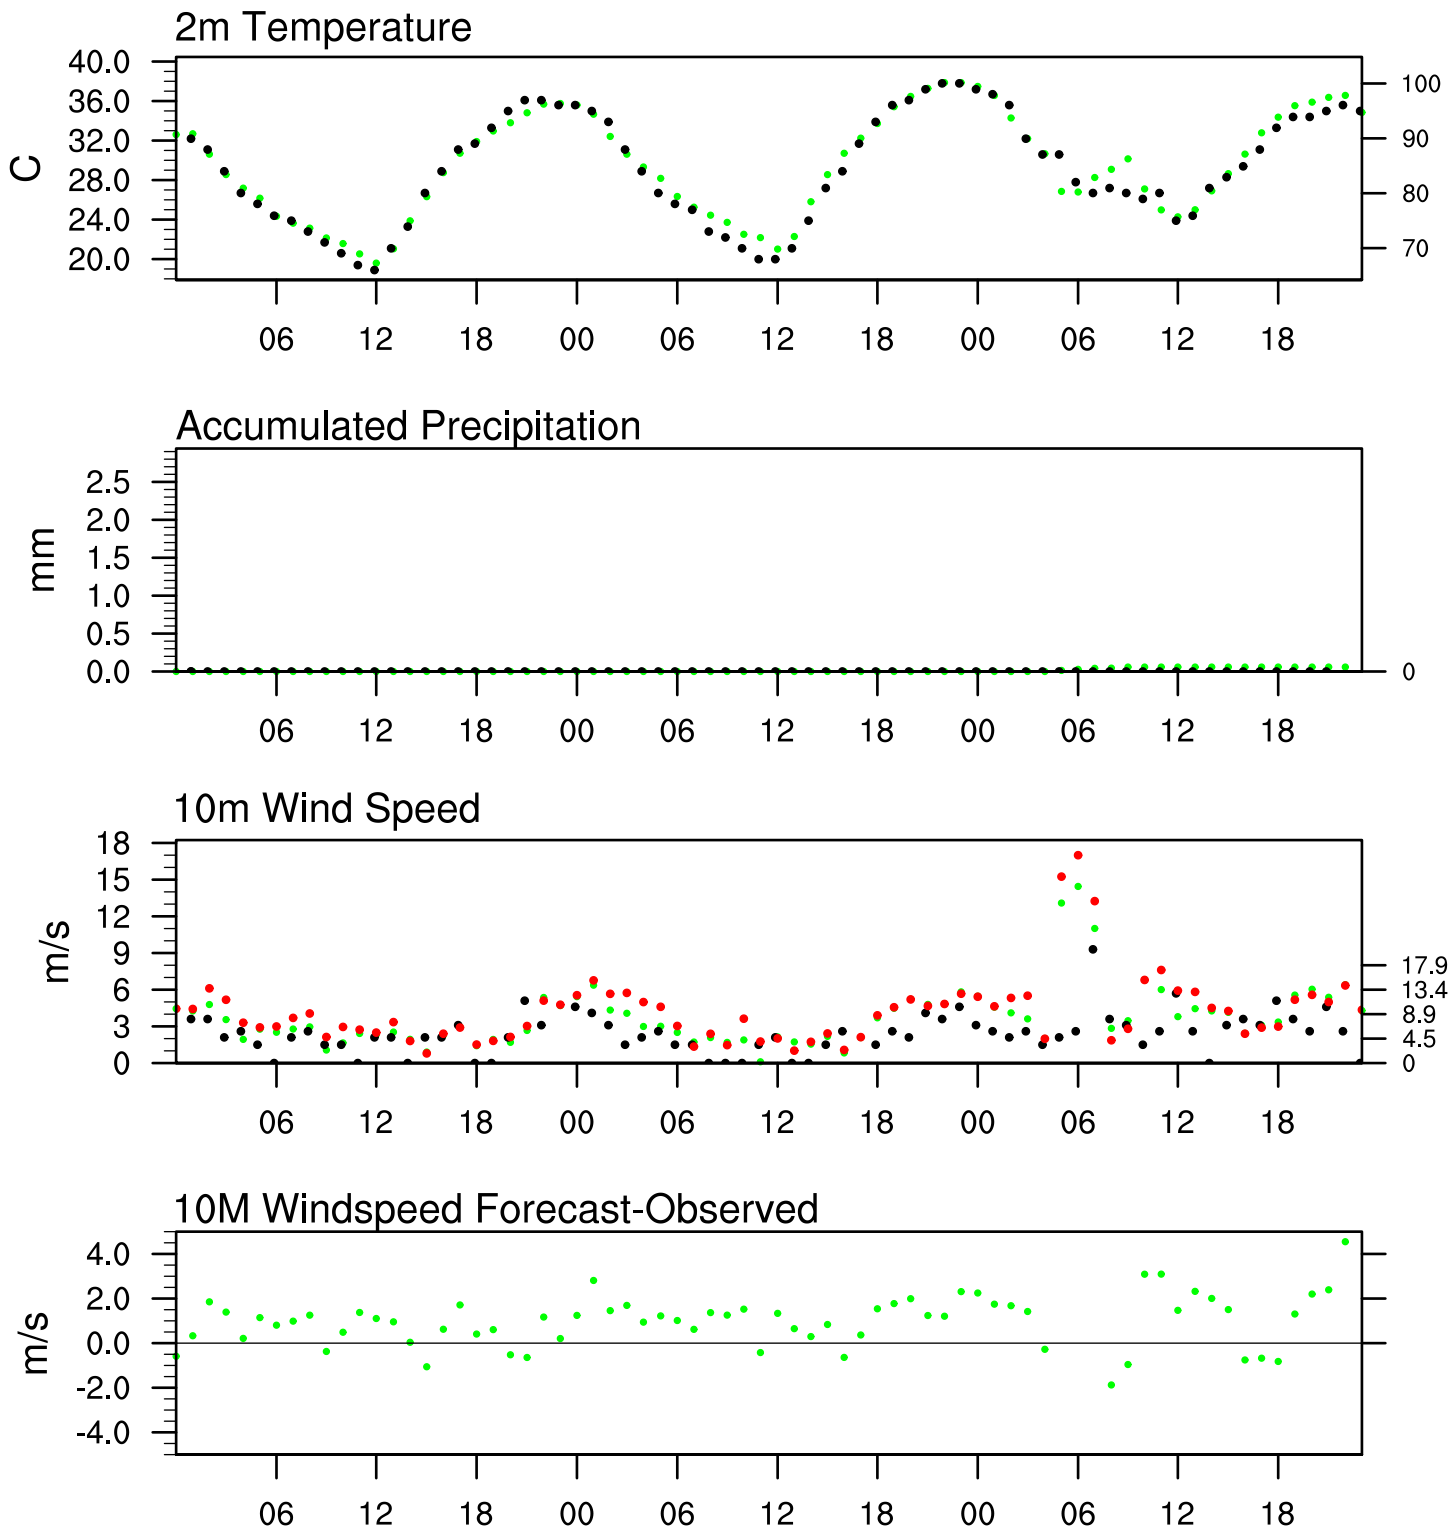 2m Temperature
40.0
36.0
32.0
28.0
24.0
20.0
C
100
90
80
70
06 12 18 00 06 12 18 00 06 12 18
Accumulated Precipitation
2.5
2.0
1.5
1.0
0.5
0.0
mm
0
06 12 18 00 06 12 18 00 06 12 18
10m Wind Speed
18
15
12
9
6
3
0
m/s
17.9
13.4
8.9
4.5
0
06 12 18 00 06 12 18 00 06 12 18
10M Windspeed Forecast-Observed
4.0
2.0
0.0
-2.0
-4.0
m/s
06 12 18 00 06 12 18 00 06 12 18